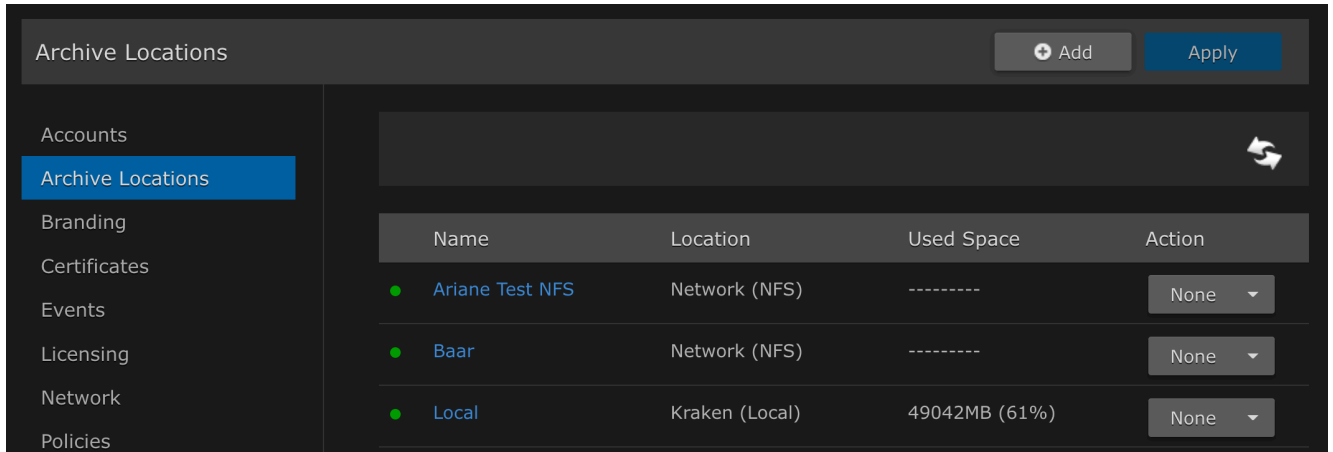 Archive Locations
Add
Apply
Accounts
Archive Locations
Branding
Certificates
Events
Licensing
Network
Policies
Name Location Used Space Action
Ariane Test NFS Network (NFS) --------- None
Baar Network (NFS) --------- None
Local Kraken (Local) 49042MB (61%) None